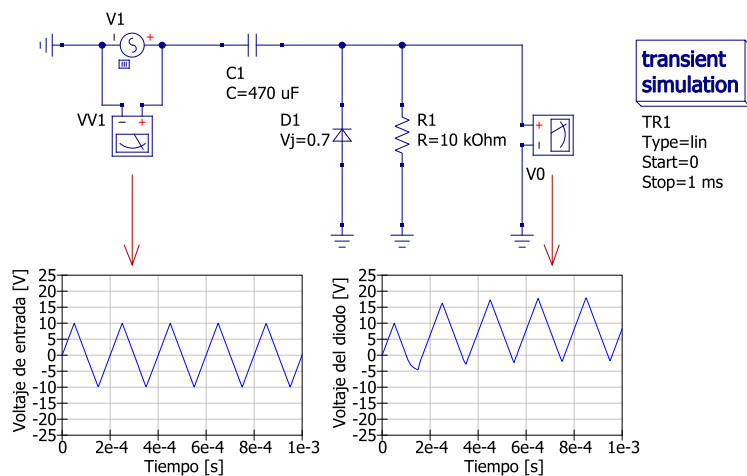 V1
C1
C=470 uF
VV1
D1
Vj=0.7
R1
R=10 kOhm
V0
transient
simulation
TR1
Type=lin
Start=0
Stop=1 ms
Voltaje de entrada [V]
25
20
15
10
5
0
-5
-10
-15
-20
-25
0 2e-4 4e-4 6e-4 8e-4 1e-3
Tiempo [s]
Voltaje del diodo [V]
25
20
15
10
5
0
-5
-10
-15
-20
-25
0 2e-4 4e-4 6e-4 8e-4 1e-3
Tiempo [s]